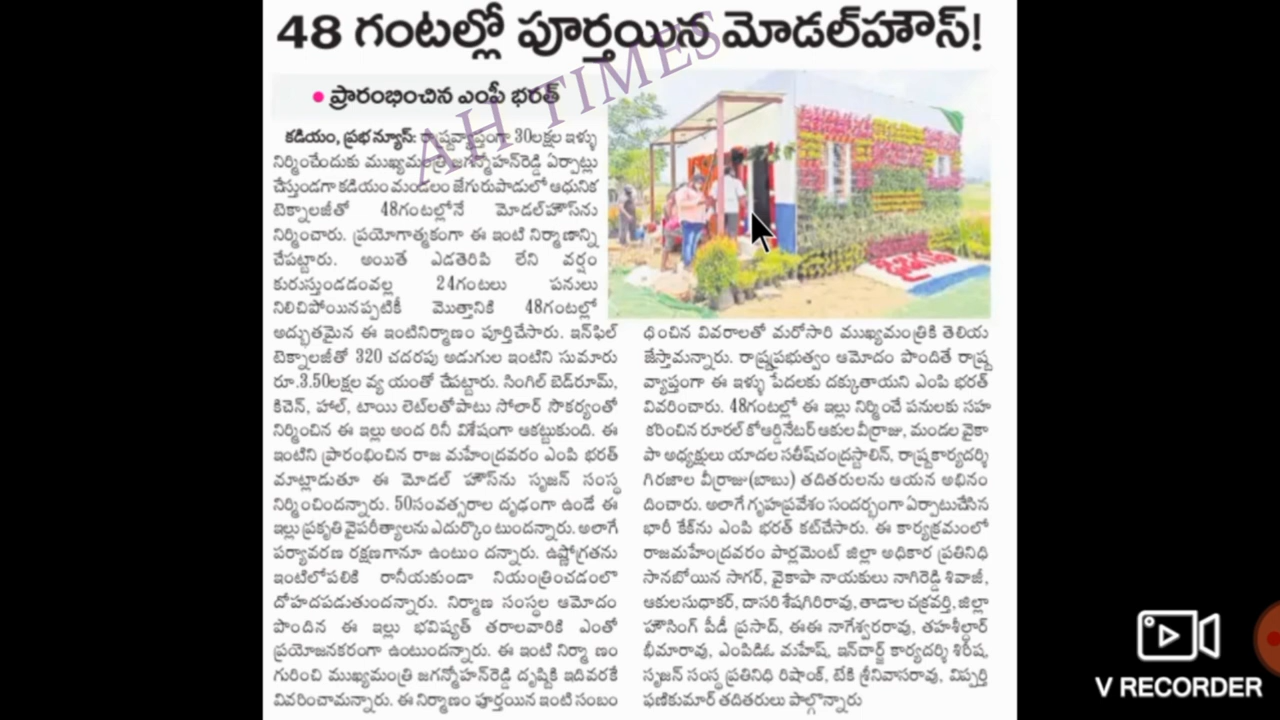 48 గంటల్లో పూర్తయిన మోడల్‌హౌస్!
AH TIMES
• ప్రారంభించిన ఎంపీ భరత్
కడియం, ప్రభ న్యూస్: రాష్ట్రవ్యాప్తంగా 30లక్షల ఇళ్ళు
నిర్మించేందుకు ముఖ్యమంత్రి జగన్మోహన్‌రెడ్డి ఏర్పాట్లు
చేస్తుండగా కడియం మండలం జేగురుపాడులో ఆధునిక
టెక్నాలజీతో 48గంటల్లోనే మోడల్‌హౌస్‌ను
నిర్మించారు. ప్రయోగాత్మకంగా ఈ ఇంటి నిర్మాణాన్ని
చేపట్టారు. అయితే ఎడతెరిపి లేని వర్షం
కురుస్తుండడంవల్ల 24గంటలు పనులు
నిలిచిపోయినప్పటికీ మొత్తానికి 48గంటల్లో
అద్భుతమైన ఈ ఇంటినిర్మాణం పూర్తిచేసారు. ఇన్‌ఫిల్
టెక్నాలజీతో 320 చదరపు అడుగుల ఇంటిని సుమారు
రూ.3.50లక్షల వ్య యంతో చేపట్టారు. సింగిల్ బెడ్‌రూమ్,
కిచెన్, హాల్, టాయి లెట్‌లతోపాటు సోలార్ సౌకర్యంతో
నిర్మించిన ఈ ఇల్లు అంద రినీ విశేషంగా ఆకట్టుకుంది. ఈ
ఇంటిని ప్రారంభించిన రాజ మహేంద్రవరం ఎంపి భరత్
మాట్లాడుతూ ఈ మోడల్ హౌస్‌ను సృజన్ సంస్థ
నిర్మించిందన్నారు. 50సంవత్సరాల దృఢంగా ఉండే ఈ
ఇల్లు ప్రకృతి వైపరీత్యాలను ఎదుర్కొం టుందన్నారు. అలాగే
పర్యావరణ రక్షణగానూ ఉంటుం దన్నారు. ఉష్ణోగ్రతను
ఇంటిలోపలికి రానీయకుండా నియంత్రించడంలో
దోహదపడుతుందన్నారు. నిర్మాణ సంస్థల ఆమోదం
పొందిన ఈ ఇల్లు భవిష్యత్ తరాలవారికి ఎంతో
ప్రయోజనకరంగా ఉంటుందన్నారు. ఈ ఇంటి నిర్మా ణం
గురించి ముఖ్యమంత్రి జగన్మోహన్‌రెడ్డి దృష్టికి ఇదివరకే
వివరించామన్నారు. ఈ నిర్మాణం పూర్తయిన ఇంటి సంబం
ధించిన వివరాలతో మరోసారి ముఖ్యమంత్రికి తెలియ
జేస్తామన్నారు. రాష్ట్రప్రభుత్వం ఆమోదం పొందితే రాష్ట్ర
వ్యాప్తంగా ఈ ఇళ్ళు పేదలకు దక్కుతాయని ఎంపి భరత్
వివరించారు. 48గంటల్లో ఈ ఇల్లు నిర్మించే పనులకు సహ
కరించిన రూరల్ కోఆర్డినేటర్ ఆకుల వీర్రాజు, మండల వైకా
పా అధ్యక్షులు యాదల సతీష్‌చంద్రస్టాలిన్, రాష్ట్రకార్యదర్శి
గిరజాల వీర్రాజు(బాబు) తదితరులను ఆయన అభినం
దించారు. అలాగే గృహప్రవేశం సందర్భంగా ఏర్పాటుచేసిన
భారీ కేక్‌ను ఎంపి భరత్ కట్‌చేసారు. ఈ కార్యక్రమంలో
రాజమహేంద్రవరం పార్లమెంట్ జిల్లా అధికార ప్రతినిధి
సానబోయిన సాగర్, వైకాపా నాయకులు నాగిరెడ్డి శివాజీ,
ఆకుల సుధాకర్, దాసరి శేషగిరిరావు, తాడాల చక్రవర్తి, జిల్లా
హౌసింగ్ పీడీ ప్రసాద్, ఈఈ నాగేశ్వరరావు, తహశీల్దార్
భీమారావు, ఎంపిడిఓ మహేష్, ఇన్‌చార్జ్ కార్యదర్శి శిరీష,
సృజన్ సంస్థ ప్రతినిధి రిషాంక్, టేకి శ్రీనివాసరావు, విప్పర్తి
ఫణికుమార్ తదితరులు పాల్గొన్నారు
V RECORDER